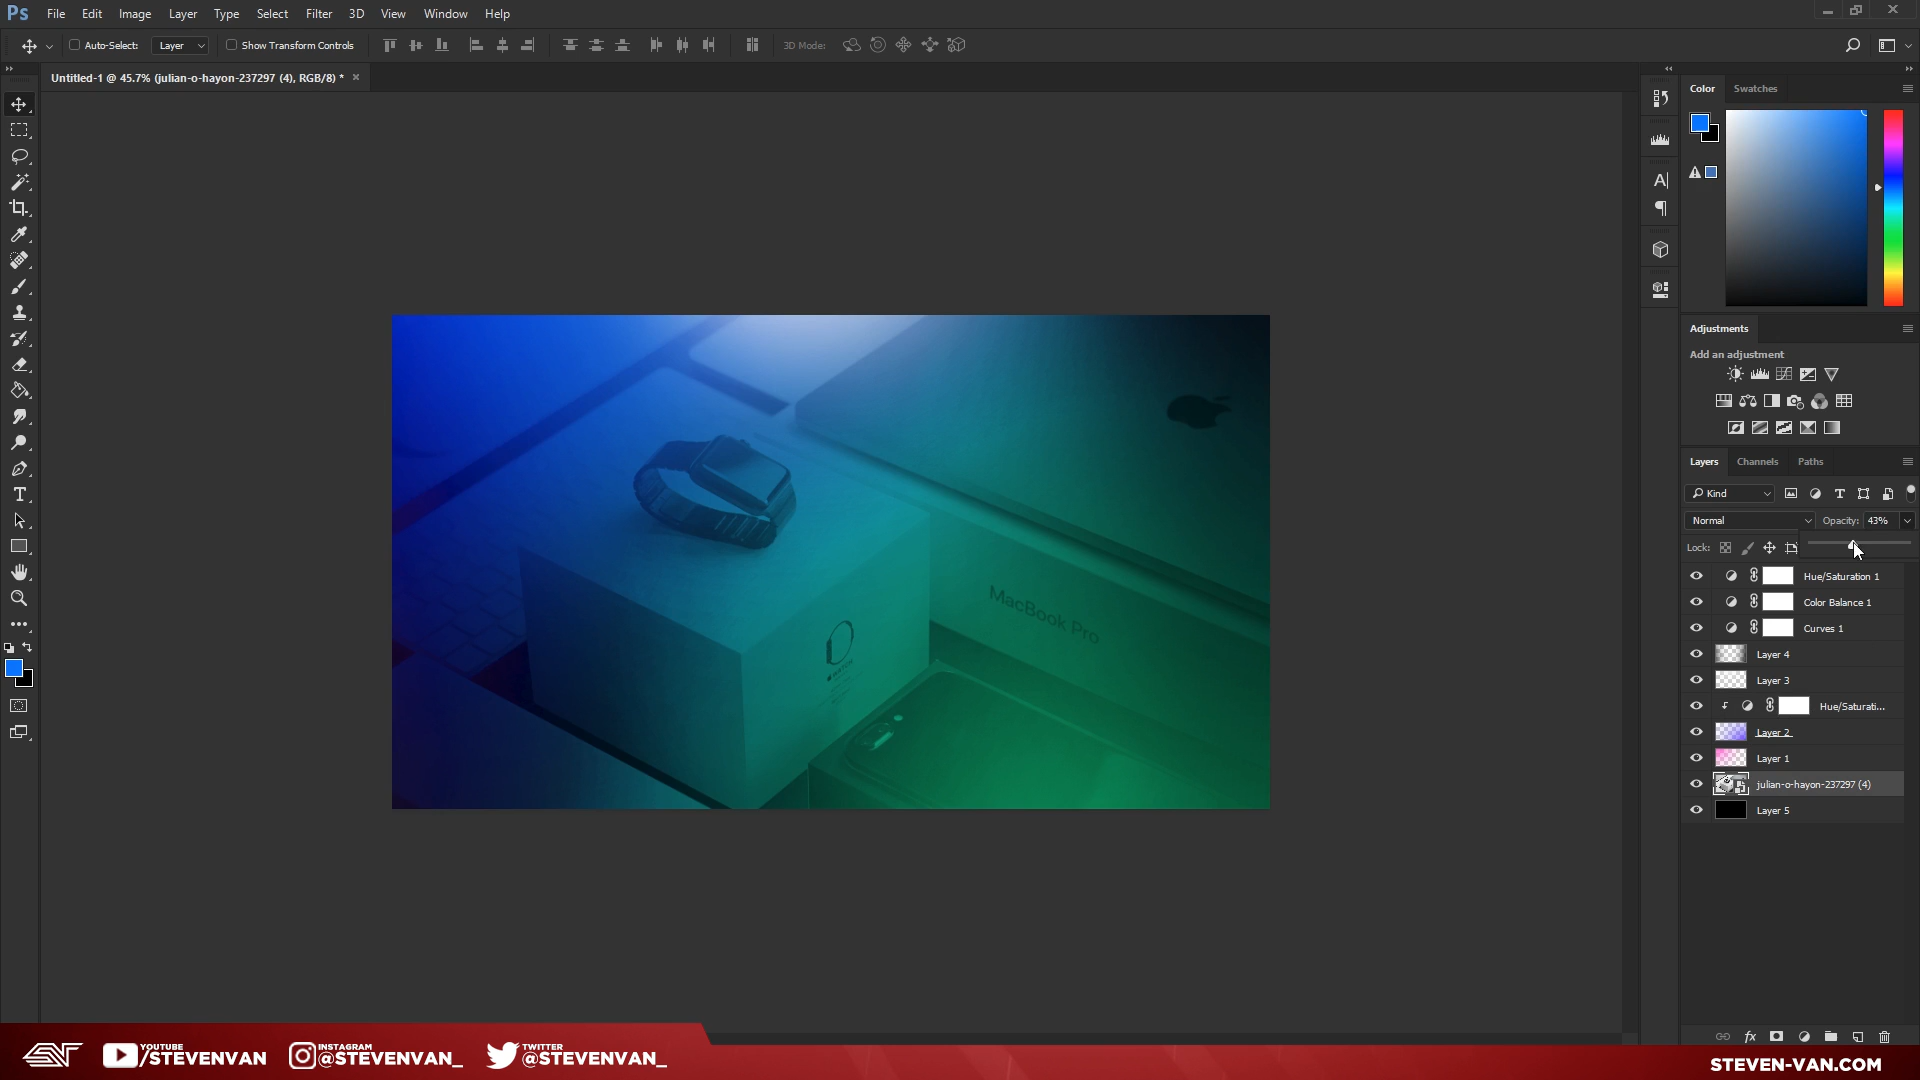 Ps File Edit Image Layer Type Select Filter 3D View Window Help
Auto-Select: Layer Show Transform Controls 3D Mode:
Untitled-1 @ 45.7% (julian-o-hayon-237297 (4), RGB/8) * ×
Color Swatches
A|
Adjustments
Add an adjustment
MacBook Pro
WATCH
Layers Channels Paths
Kind
Normal Opacity: 43%
Lock:
Hue/Saturation 1
Color Balance 1
Curves 1
Layer 4
Layer 3
Hue/Saturati...
Layer 2
Layer 1
julian-o-hayon-237297 (4)
Layer 5
fx
YOUTUBE
/STEVENVAN
INSTAGRAM
@STEVENVAN_
TWITTER
@STEVENVAN_
STEVEN-VAN.COM